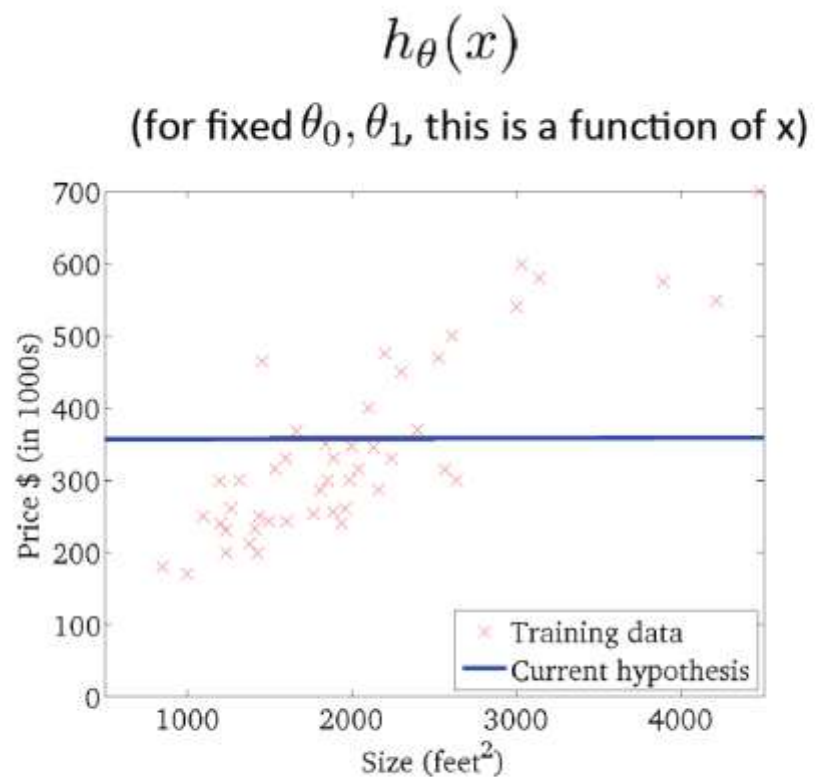 hθ(x)
(for fixed θ0, θ1, this is a function of x)
700
600
500
400
300
200
100
0
Price $ (in 1000s)
Training data
Current hypothesis
1000 2000 3000 4000
Size (feet²)